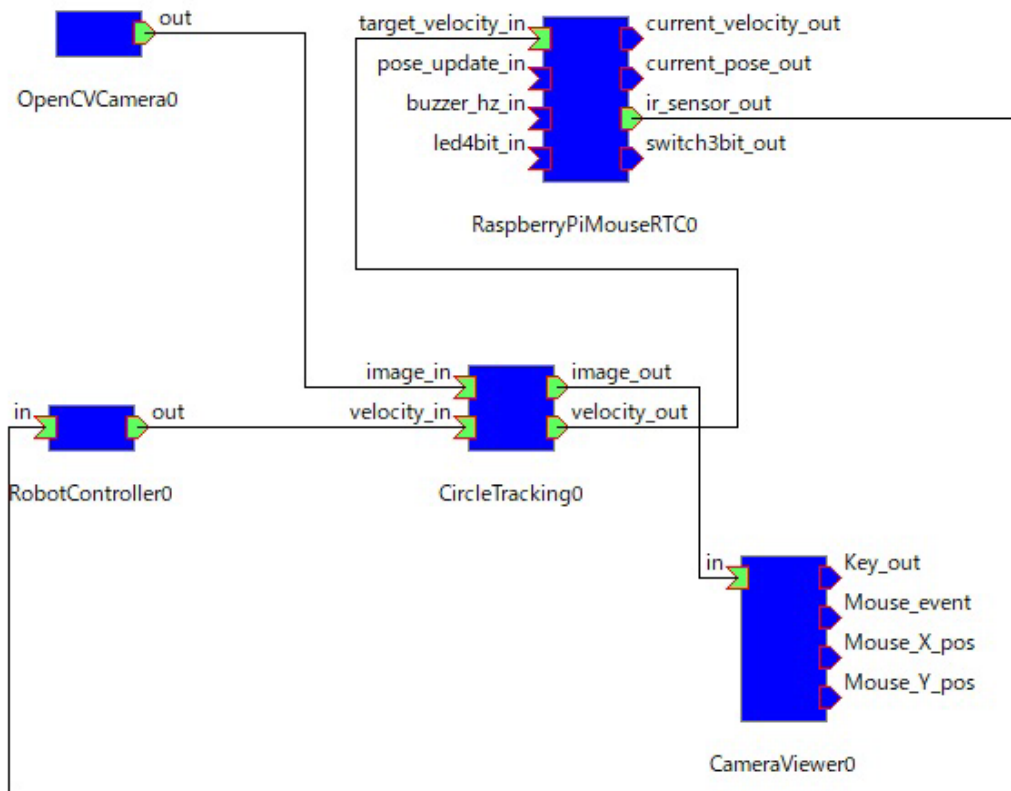 out
OpenCVCamera0
target_velocity_in
current_velocity_out
pose_update_in
current_pose_out
buzzer_hz_in
ir_sensor_out
led4bit_in
switch3bit_out
RaspberryPiMouseRTC0
image_in
image_out
in
out
velocity_in
velocity_out
RobotController0
CircleTracking0
in
Key_out
Mouse_event
Mouse_X_pos
Mouse_Y_pos
CameraViewer0